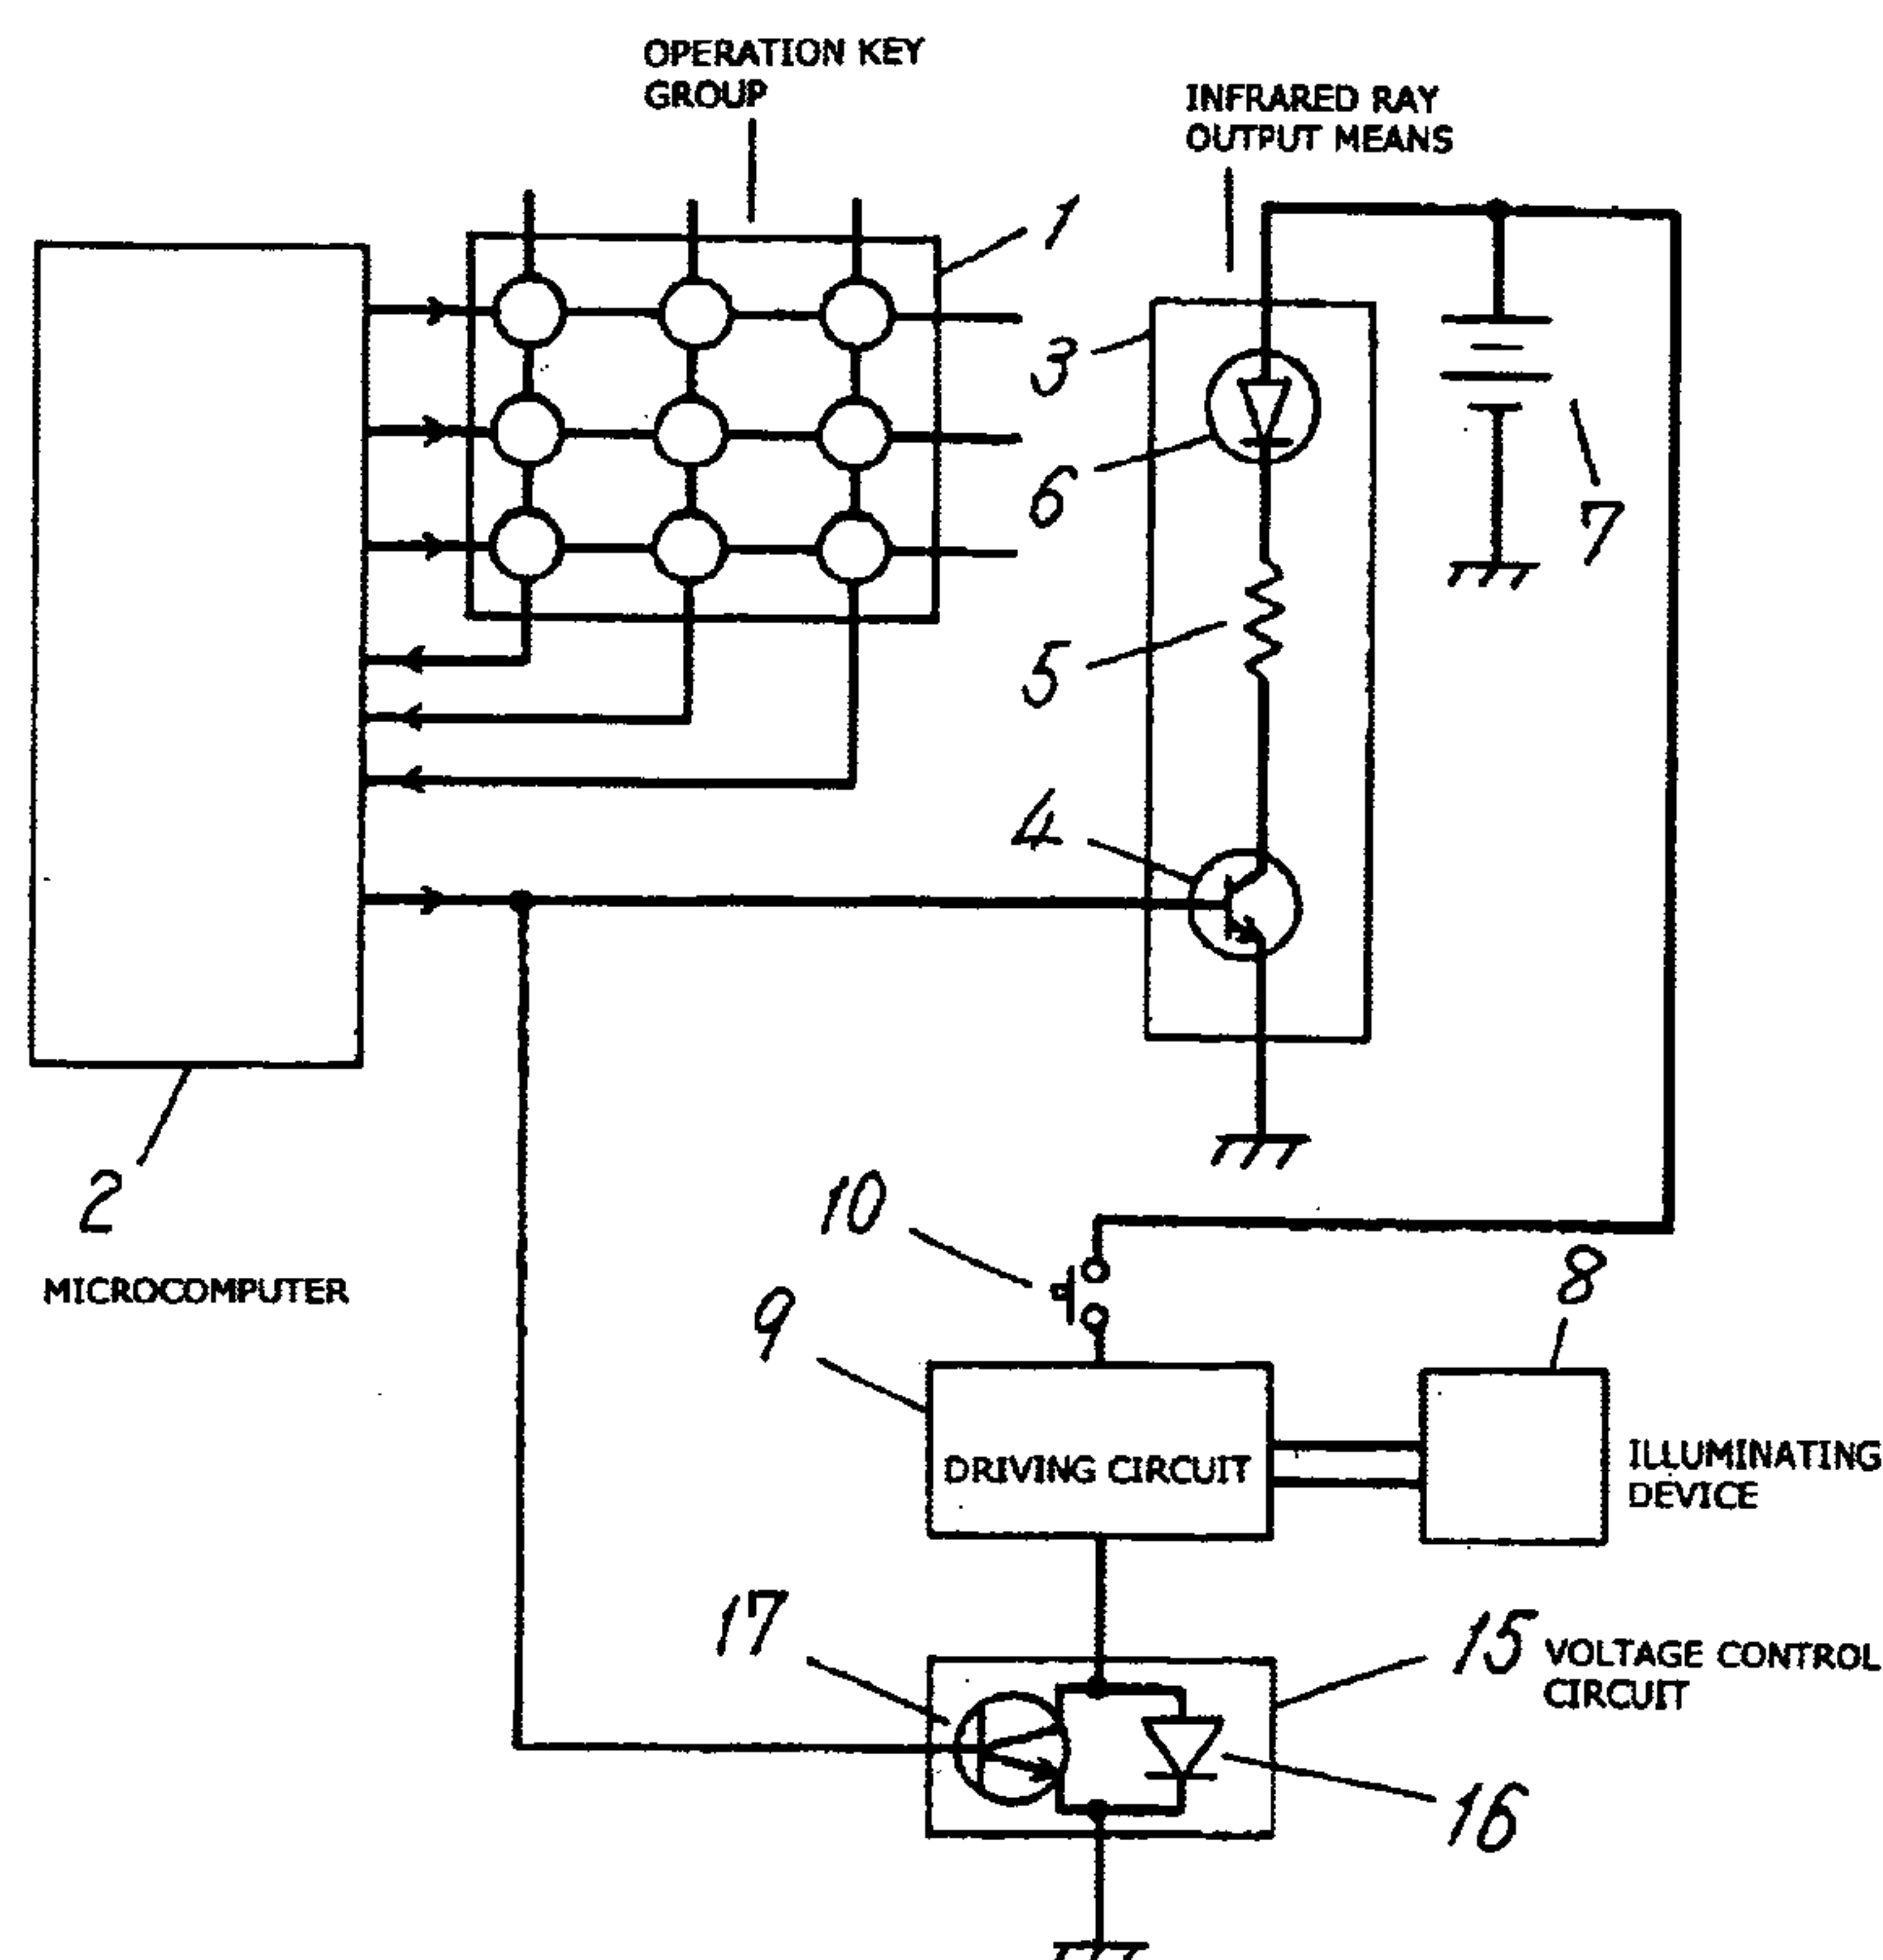 OPERATION KEY
GROUP
INFRARED RAY
OUTPUT MEANS
1
3
6
7
5
4
2
MICROCOMPUTER
10
8
9
DRIVING CIRCUIT
ILLUMINATING
DEVICE
17
15 VOLTAGE CONTROL
CIRCUIT
16